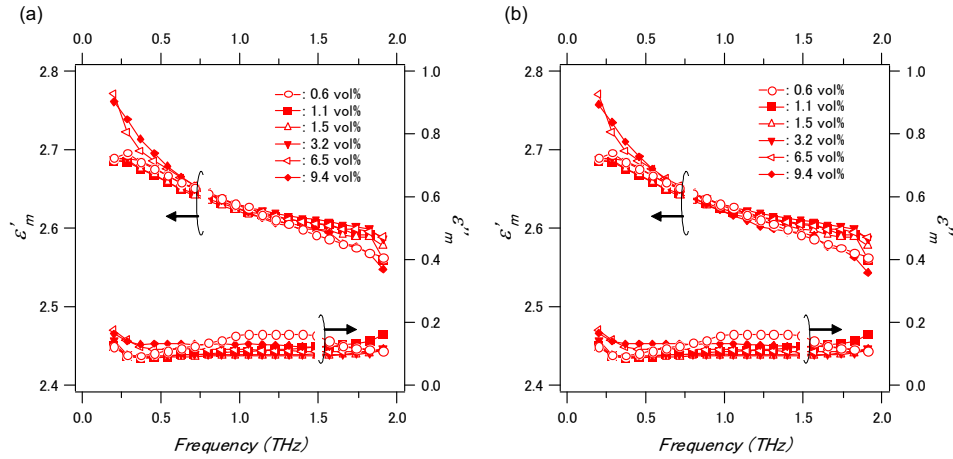 (a)
0.0 0.5 1.0 1.5 2.0
2.8
2.7
2.6
2.5
2.4
ε′m
: 0.6 vol%
: 1.1 vol%
: 1.5 vol%
: 3.2 vol%
: 6.5 vol%
: 9.4 vol%
1.0
0.8
0.6
0.4
0.2
0.0
ε″m
0.0 0.5 1.0 1.5 2.0
Frequency (THz)
(b)
0.0 0.5 1.0 1.5 2.0
2.8
2.7
2.6
2.5
2.4
ε′m
: 0.6 vol%
: 1.1 vol%
: 1.5 vol%
: 3.2 vol%
: 6.5 vol%
: 9.4 vol%
1.0
0.8
0.6
0.4
0.2
0.0
ε″m
0.0 0.5 1.0 1.5 2.0
Frequency (THz)